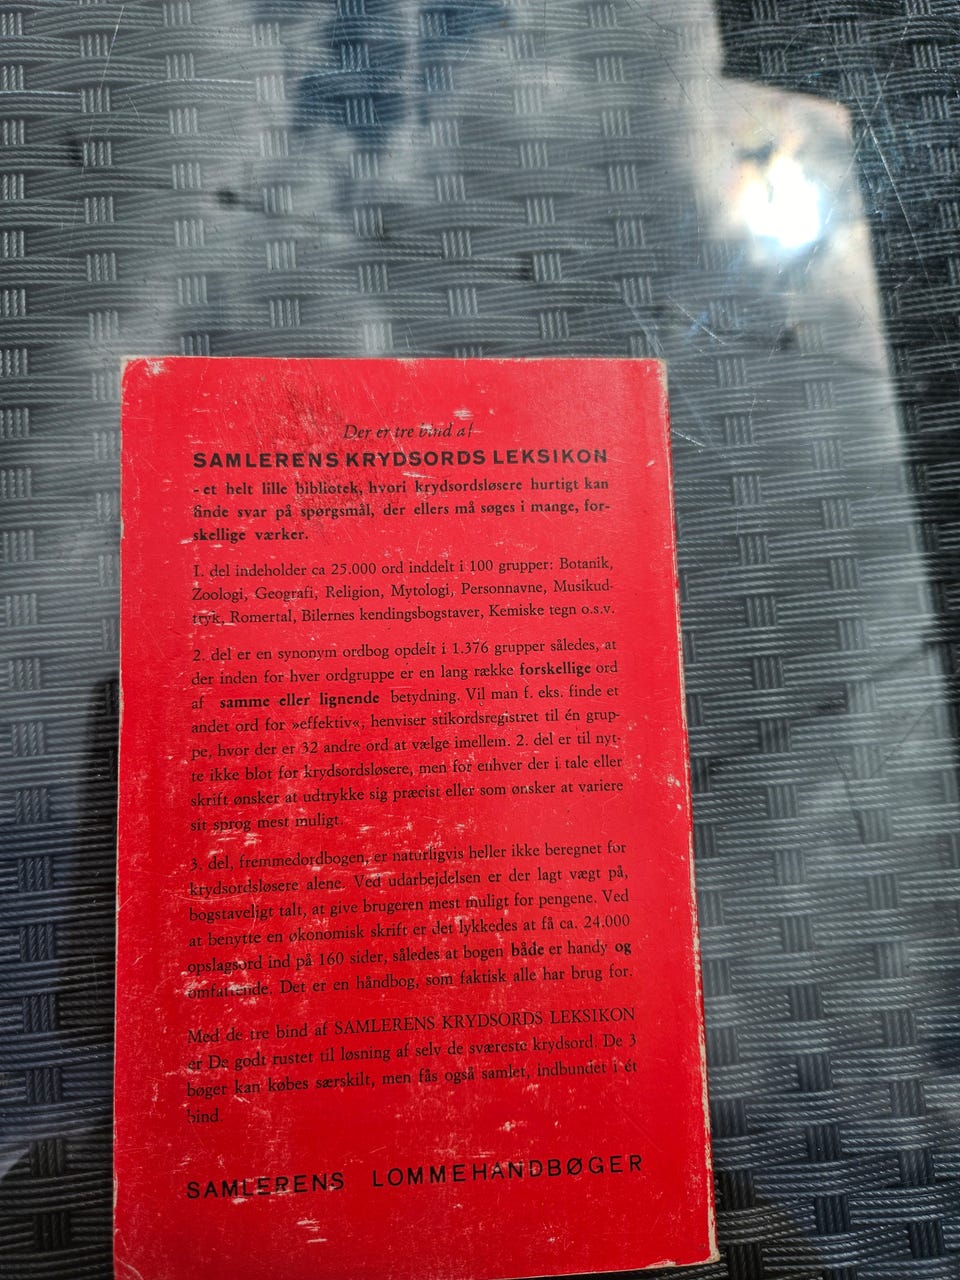 Der er tre bind af
SAMLERENS KRYDSORDS LEKSIKON
- et helt lille bibliotek, hvori krydsordsløsere hurtigt kan
finde svar på spørgsmål, der ellers må søges i mange, for-
skellige værker.
1. del indeholder ca 25.000 ord inddelt i 100 grupper: Botanik,
Zoologi, Geografi, Religion, Mytologi, Personnavne, Musikud-
tryk, Romertal, Bilernes kendingsbogstaver, Kemiske tegn o.s.v.
2. del er en synonym ordbog opdelt i 1.376 grupper således, at
der inden for hver ordgruppe er en lang række forskellige ord
af samme eller lignende betydning. Vil man f. eks. finde et
andet ord for »effektiv«, henviser stikordsregistret til én grup-
pe, hvor der er 32 andre ord at vælge imellem. 2. del er til nyt-
te ikke blot for krydsordsløsere, men for enhver der i tale eller
skrift ønsker at udtrykke sig præcist eller som ønsker at variere
sit sprog mest muligt.
3. del, fremmedordbogen, er naturligvis heller ikke beregnet for
krydsordsløsere alene. Ved udarbejdelsen er der lagt vægt på,
bogstaveligt talt, at give brugeren mest muligt for pengene. Ved
at benytte en økonomisk skrift er det lykkedes at få ca. 24.000
opslagsord ind på 160 sider, således at bogen både er handy og
omfattende. Det er en håndbog, som faktisk alle har brug for.
Med de tre bind af SAMLERENS KRYDSORDS LEKSIKON
er De godt rustet til løsning af selv de sværeste krydsord. De 3
bøger kan købes særskilt, men fås også samlet, indbundet i ét
bind.
SAMLERENS LOMMEHANDBØGER